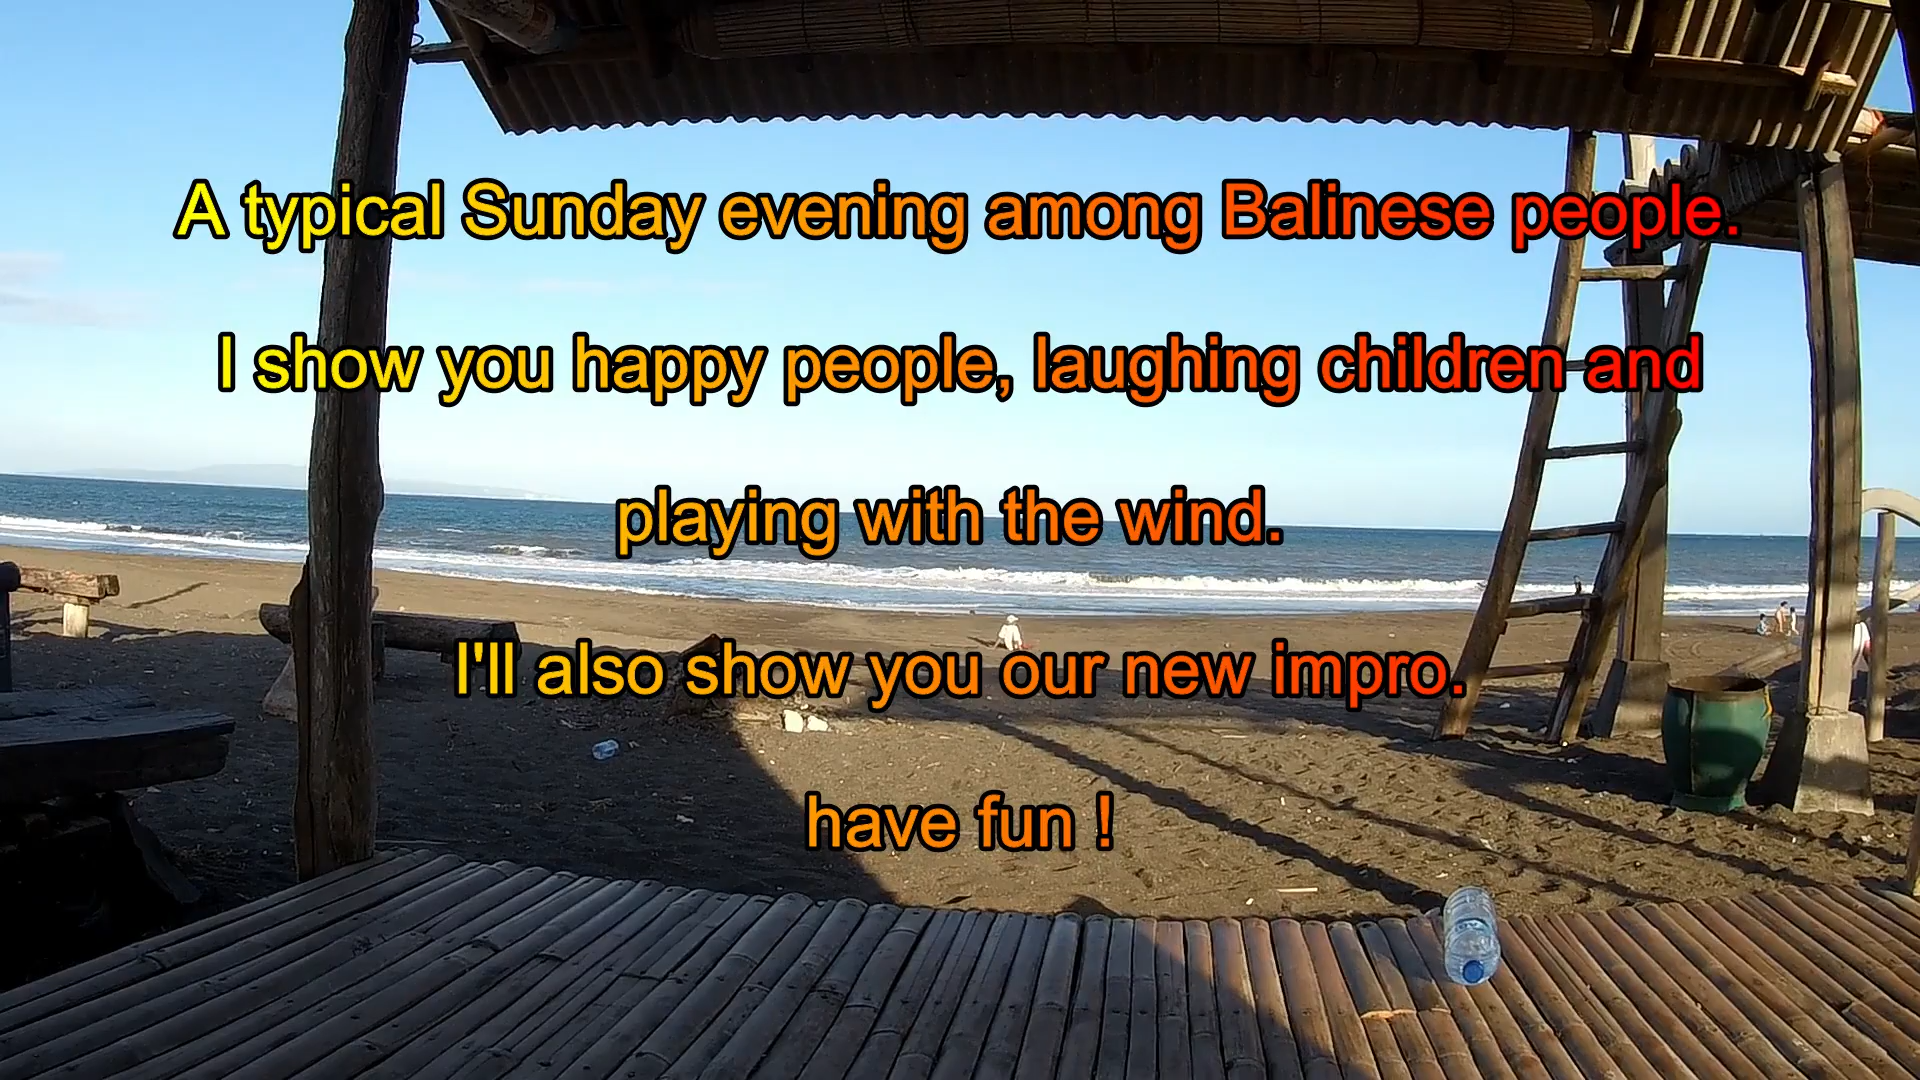 A typical Sunday evening among Balinese people.
I show you happy people, laughing children and
playing with the wind.
I'll also show you our new impro.
have fun !